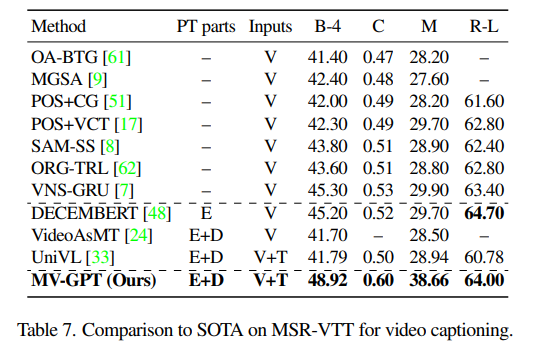 Method PT parts Inputs B-4 C M R-L
OA-BTG [61] – V 41.40 0.47 28.20 –
MGSA [9] – V 42.40 0.48 27.60 –
POS+CG [51] – V 42.00 0.49 28.20 61.60
POS+VCT [17] – V 42.30 0.49 29.70 62.80
SAM-SS [8] – V 43.80 0.51 28.90 62.40
ORG-TRL [62] – V 43.60 0.51 28.80 62.80
VNS-GRU [7] – V 45.30 0.53 29.90 63.40
DECEMBERT [48] E V 45.20 0.52 29.70 64.70
VideoAsMT [24] E+D V 41.70 – 28.50 –
UniVL [33] E+D V+T 41.79 0.50 28.94 60.78
MV-GPT (Ours) E+D V+T 48.92 0.60 38.66 64.00
Table 7. Comparison to SOTA on MSR-VTT for video captioning.